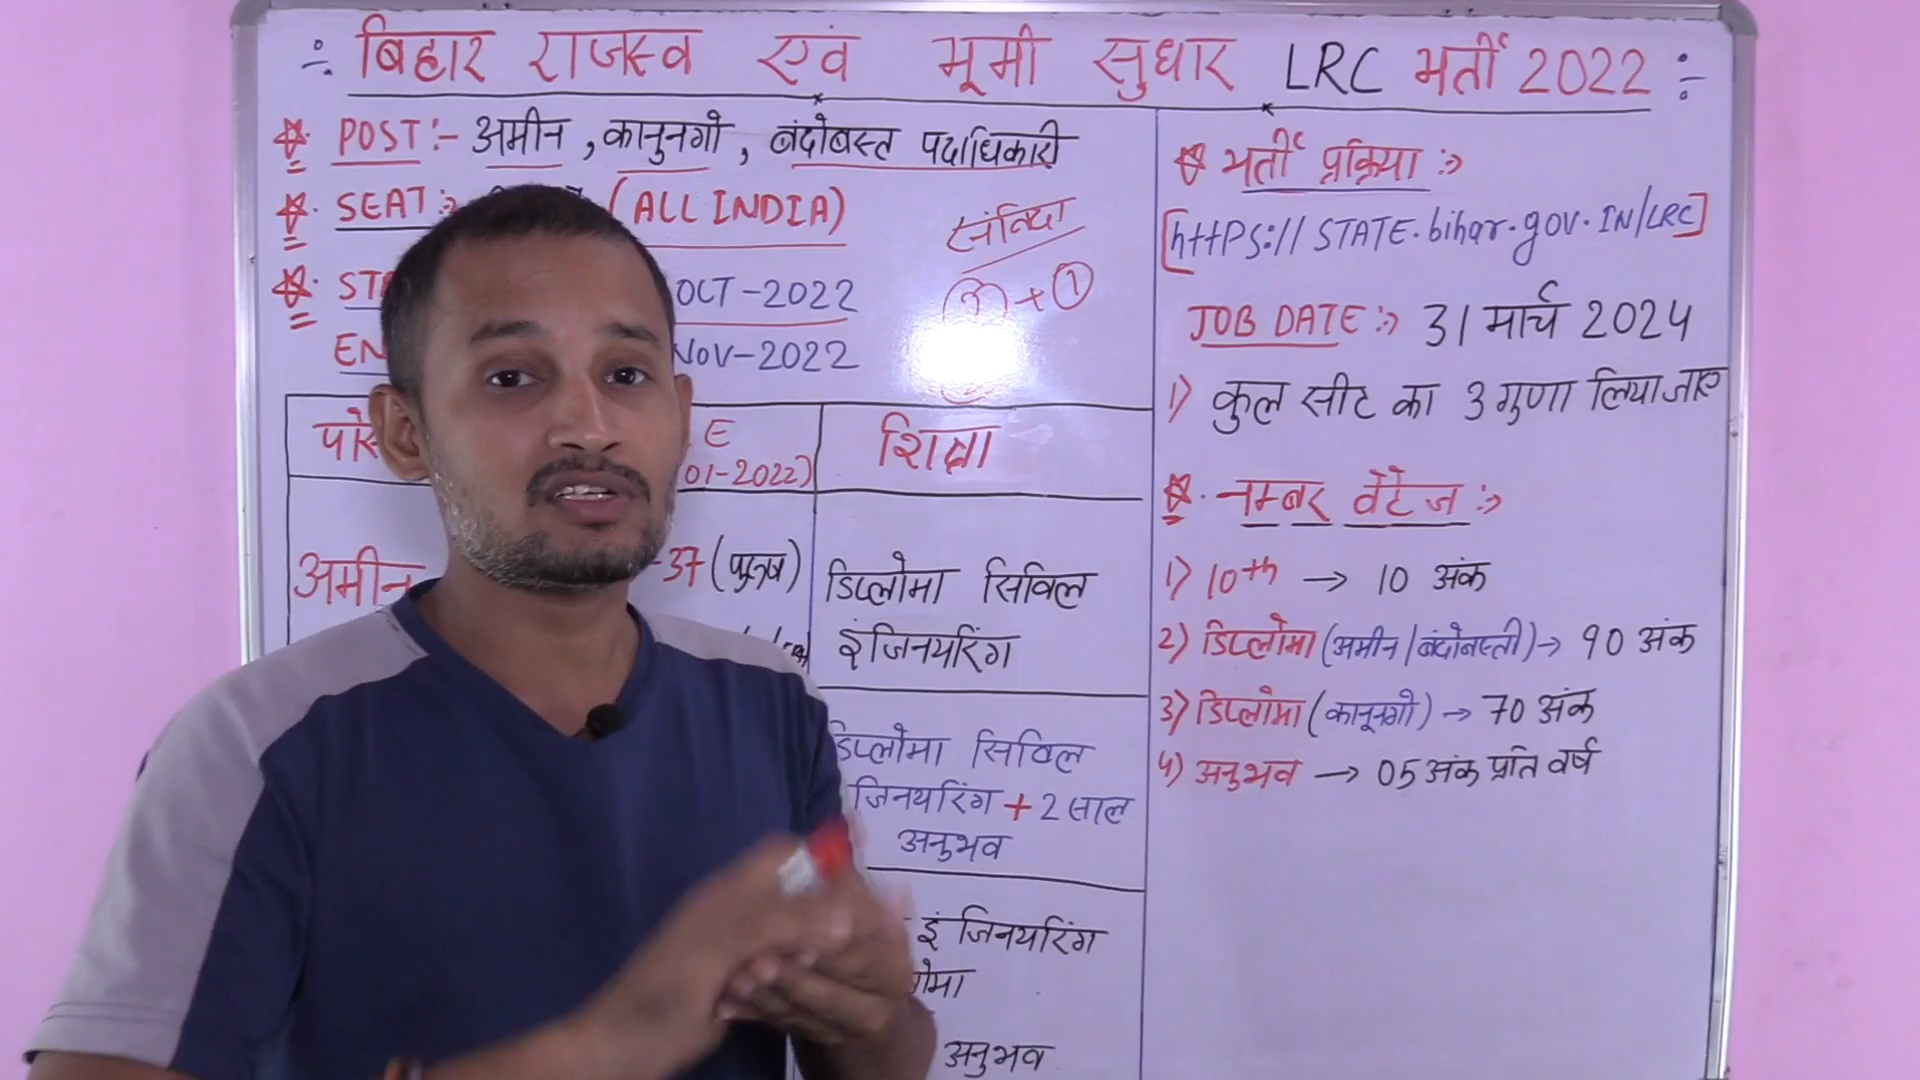 ÷ बिहार राजस्व एवं भूमी सुधार LRC भर्ती 2022 ÷
POST:- अमीन, कानुनगो, बंदोबस्त पदाधिकारी
SEAT:- (ALL INDIA)
OCT-2022
NOV-2022
संविदा
+ 1
शिक्षा
01-2022)
अमीन
-37 (पुरुष)
डिप्लोमा सिविल
इंजिनयरिंग
डिप्लोमा सिविल
जिनयरिंग + 2 साल
अनुभव
इंजिनयरिंग
अनुभव
भर्ती प्रक्रिया :-
[https://STATE.bihar.gov.IN/LRC]
JOB DATE :- 31 मार्च 2024
1) कुल सीट का 3 गुणा लिया जाए
नम्बर वेटेज :-
1) 10th → 10 अंक
2) डिप्लोमा (अमीन/बंदोबस्ती) → 90 अंक
3) डिप्लोमा (कानूनगो) → 70 अंक
4) अनुभव → 05 अंक प्रति वर्ष